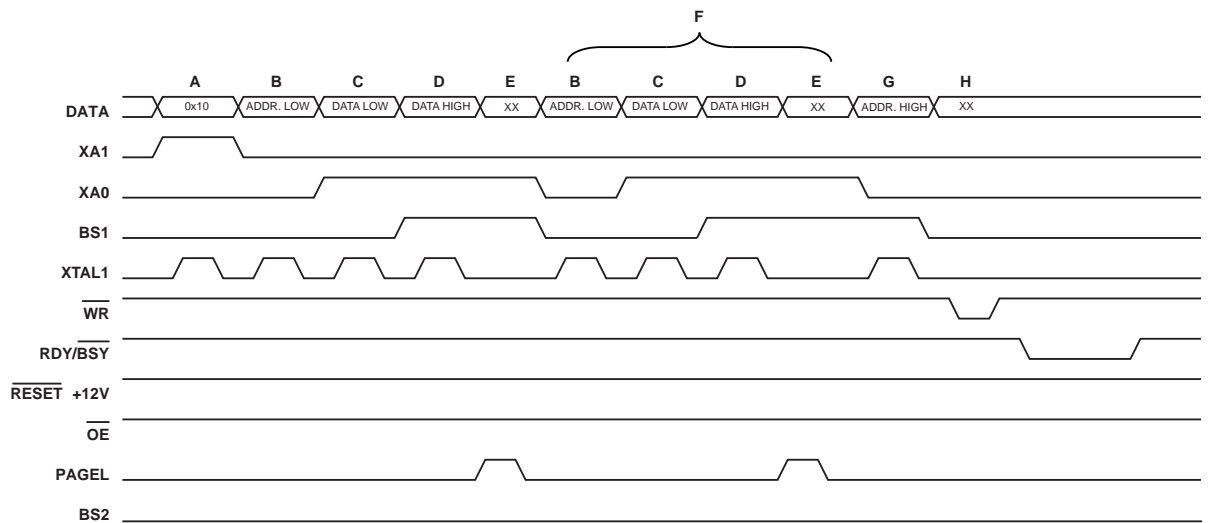 F
A B C D E B C D E G H
DATA 0x10 ADDR. LOW DATA LOW DATA HIGH XX ADDR. LOW DATA LOW DATA HIGH XX ADDR. HIGH XX
XA1
XA0
BS1
XTAL1
WR
RDY/BSY
RESET +12V
OE
PAGEL
BS2